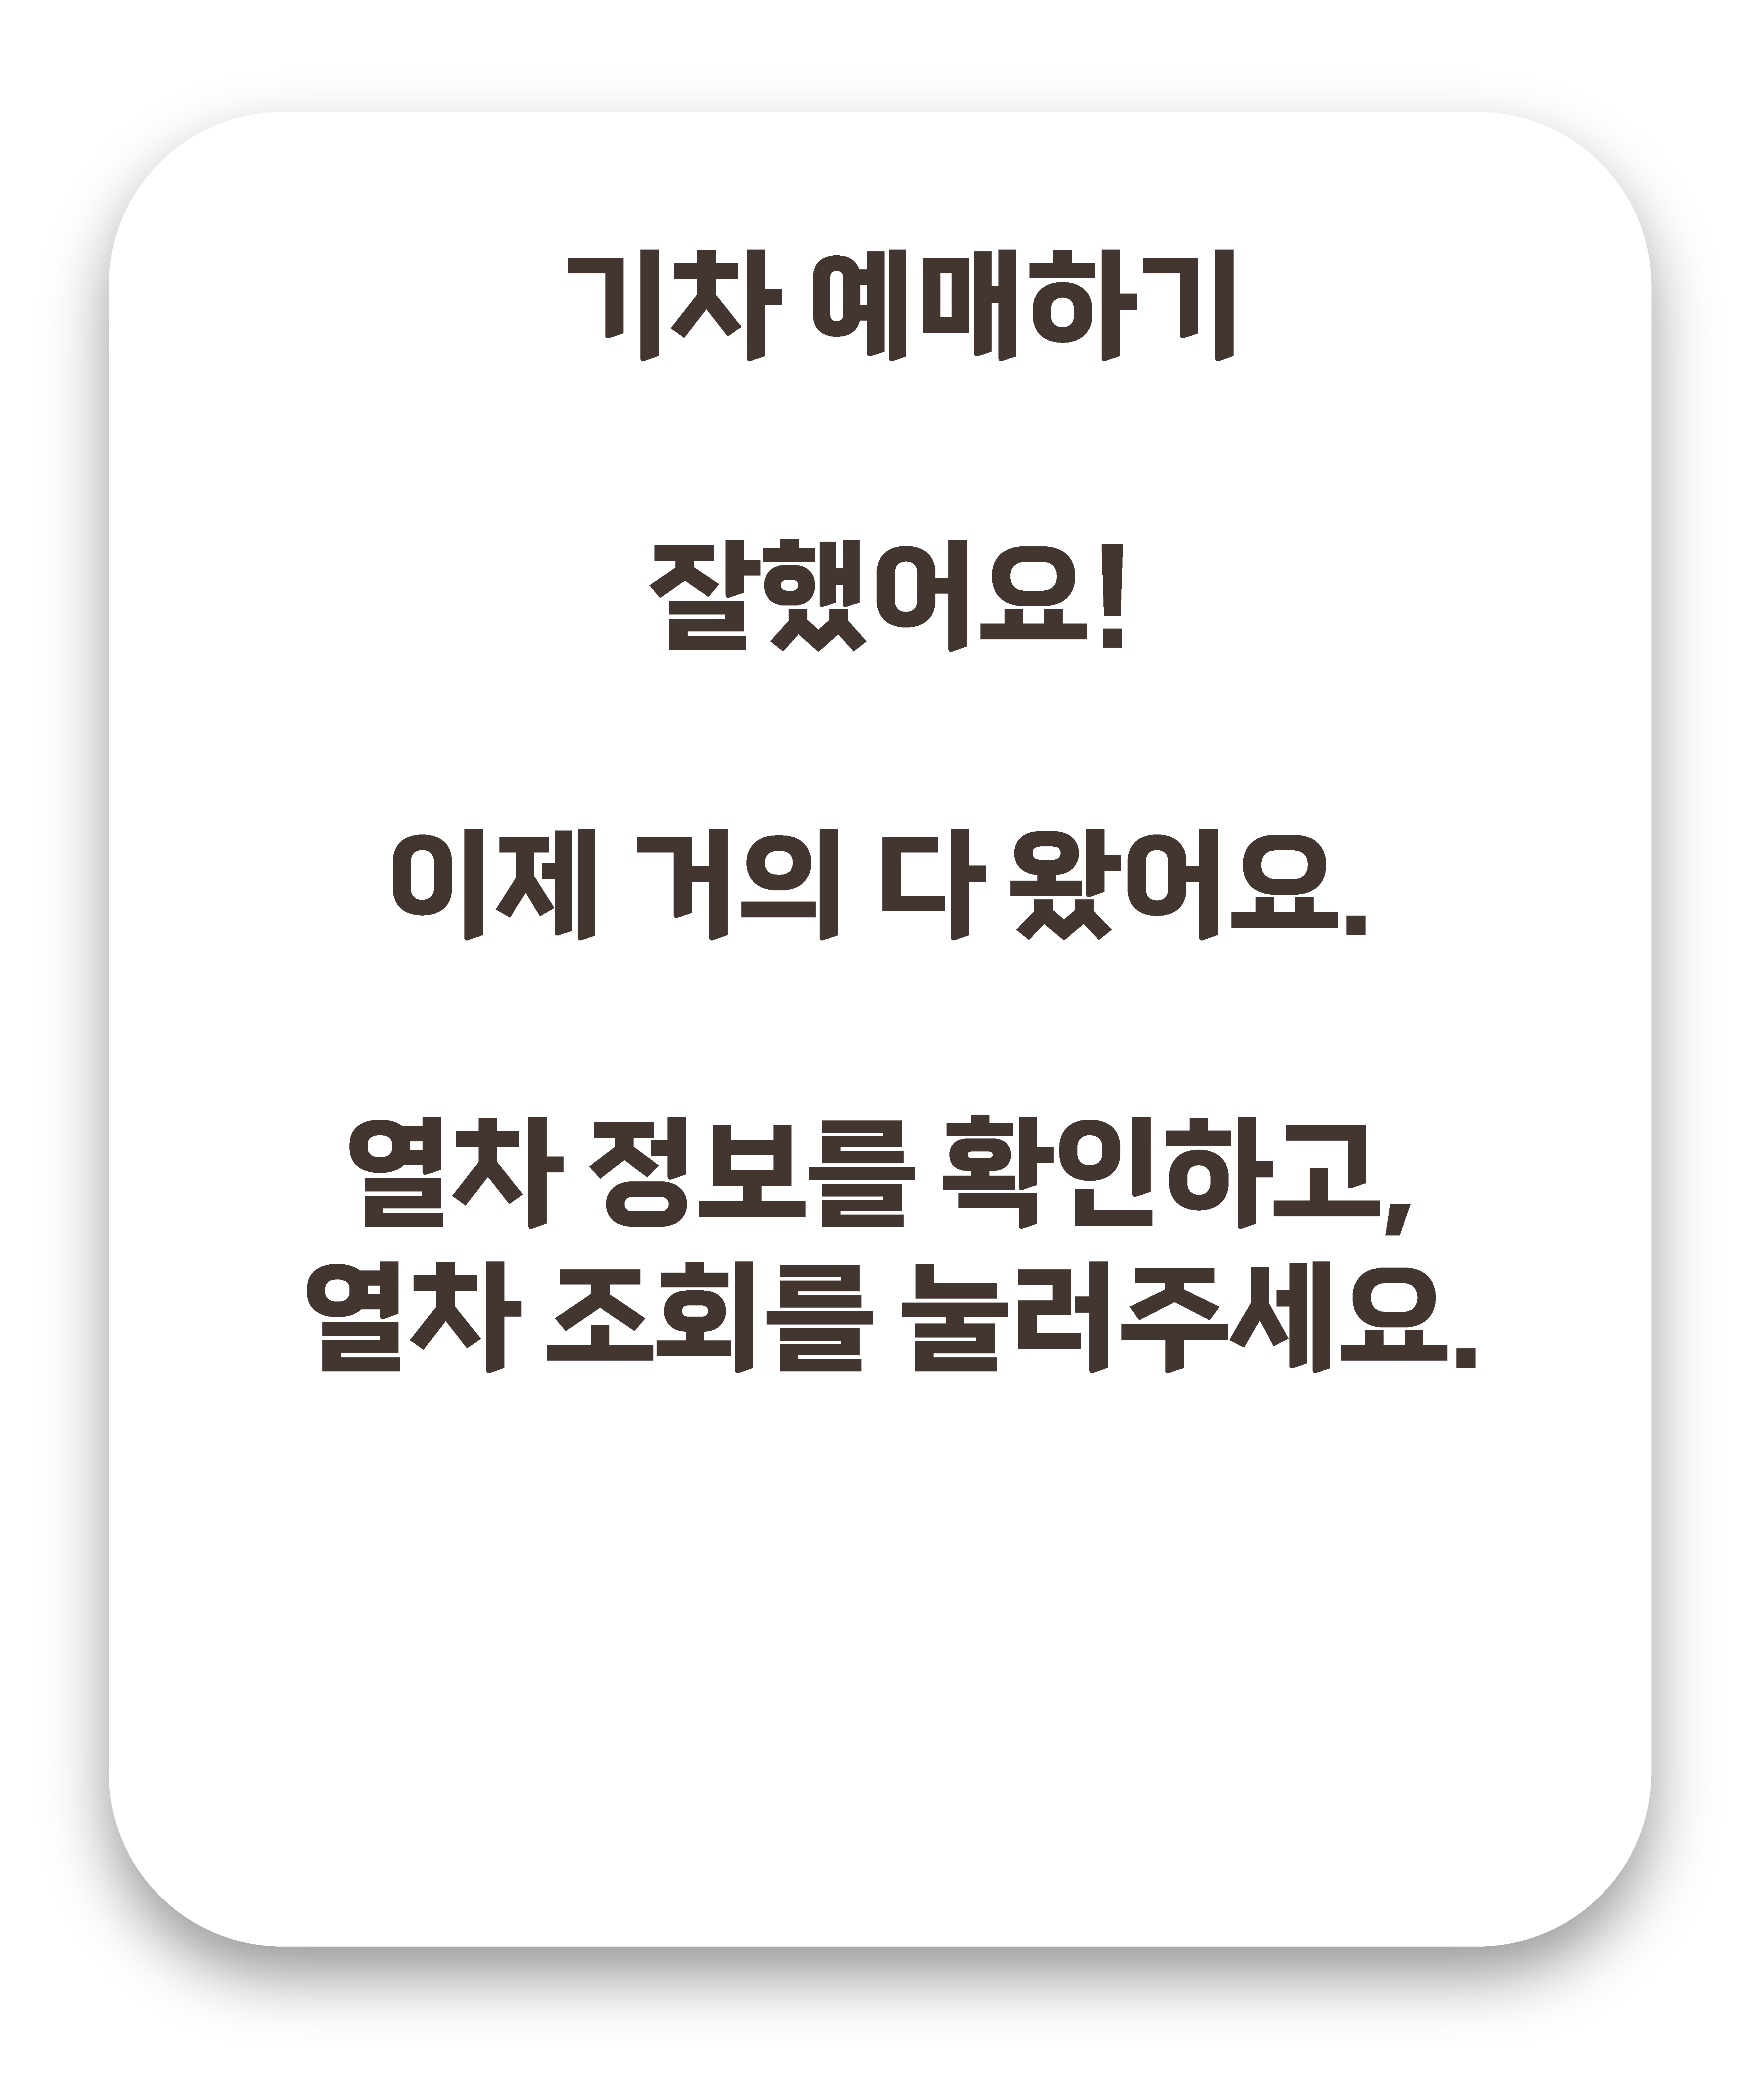 기차 예매하기
잘했어요!
이제 거의 다 왔어요.
열차 정보를 확인하고,
열차 조회를 눌러주세요.